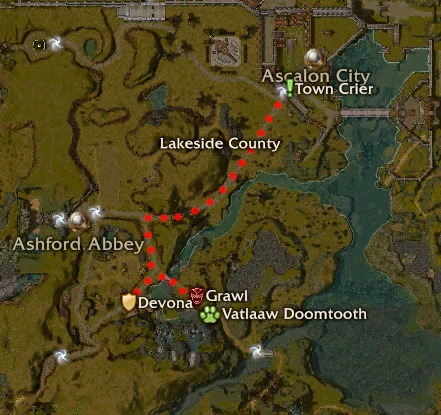 Ascalon City
Town Crier
Lakeside County
Ashford Abbey
Devona
Grawl
Vatlaaw Doomtooth